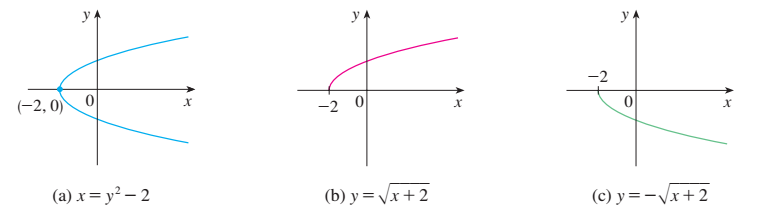 y
(−2, 0)
0
x
(a) x = y² − 2
y
−2
0
x
(b) y = √x + 2
y
−2
0
x
(c) y = −√x + 2